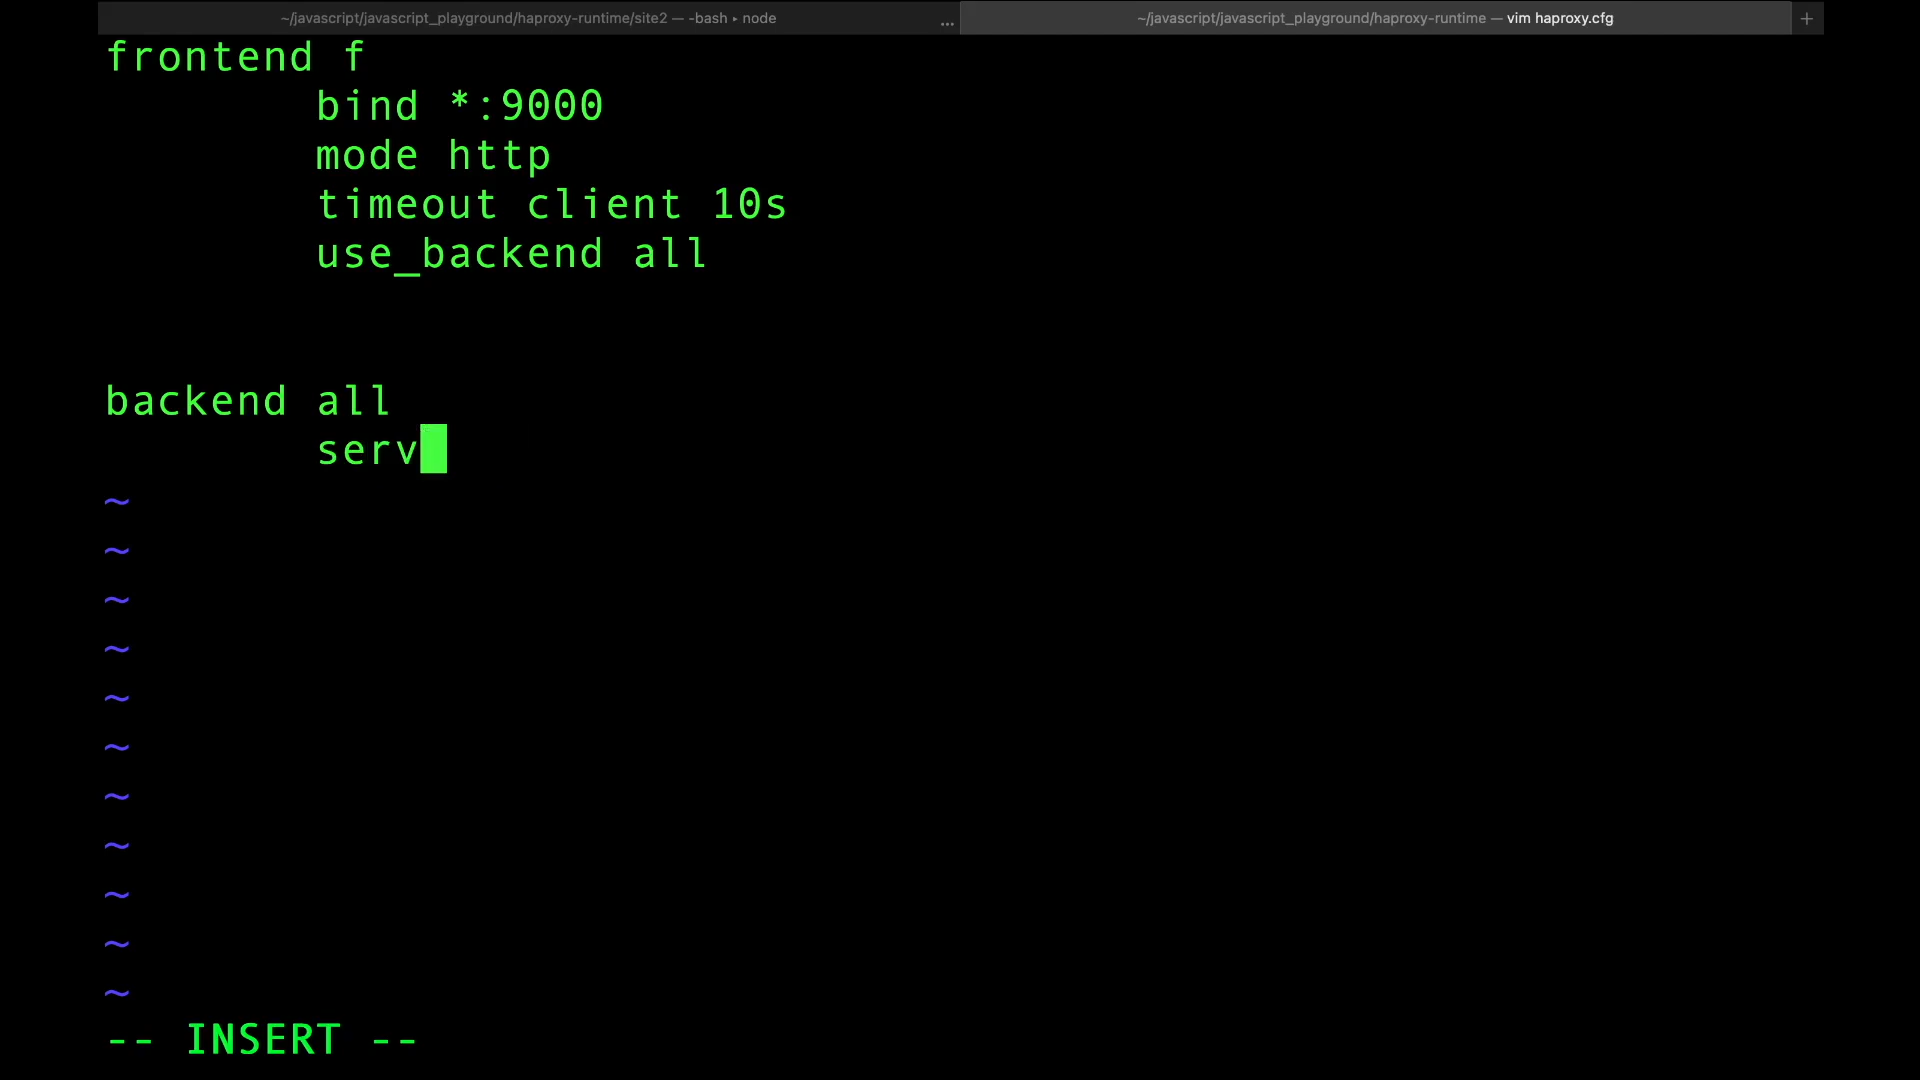 ~/javascript/javascript_playground/haproxy-runtime/site2 — -bash ▸ node ... ~/javascript/javascript_playground/haproxy-runtime — vim haproxy.cfg +
frontend f
        bind *:9000
        mode http
        timeout client 10s
        use_backend all


backend all
        serv
~
~
~
~
~
~
~
~
~
~
~
-- INSERT --